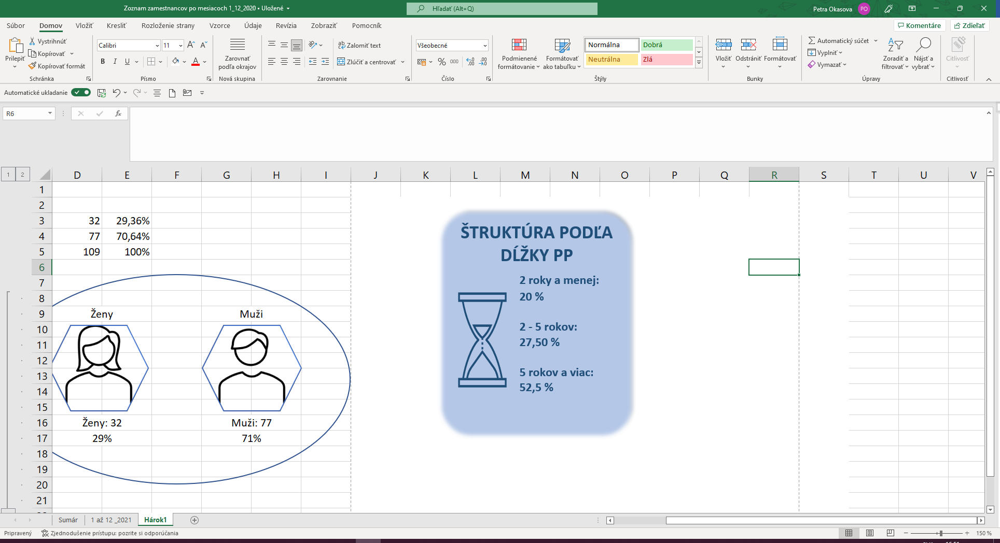 Zoznam zamestnancov po mesiacoch 1_12_2020 • Uložené
Hľadať (Alt+Q)
Petra Okasova PO
Súbor Domov Vložiť Kresliť Rozloženie strany Vzorce Údaje Revízia Zobraziť Pomocník
Komentáre Zdieľať
Prilepiť
Vystrihnúť
Kopírovať
Kopírovať formát
Schránka
Calibri 11
B I U
Písmo
Zarovnať podľa okrajov
Nová skupina
Zalomiť text
Zlúčiť a centrovať
Zarovnanie
Všeobecné
% 000
Číslo
Podmienené formátovanie
Formátovať ako tabuľku
Normálna Dobrá
Neutrálna Zlá
Štýly
Vložiť Odstrániť Formátovať
Bunky
Automatický súčet
Vyplniť
Vymazať
Zoradiť a filtrovať
Nájsť a vybrať
Úpravy
Citlivosť
Citlivosť
Automatické ukladanie
R6
fx
1 2
D E F G H I J K L M N O P Q R S T U V
1
2
3 32 29,36%
4 77 70,64%
5 109 100%
6
7
8
9 Ženy Muži
10
11
12
13
14
15
16 Ženy: 32 Muži: 77
17 29% 71%
18
19
20
21
ŠTRUKTÚRA PODĽA
DĹŽKY PP
2 roky a menej:
20 %
2 - 5 rokov:
27,50 %
5 rokov a viac:
52,5 %
Sumár 1 až 12 _2021 Hárok1
Pripravený Zjednodušenie prístupu: pozrite si odporúčania
150 %